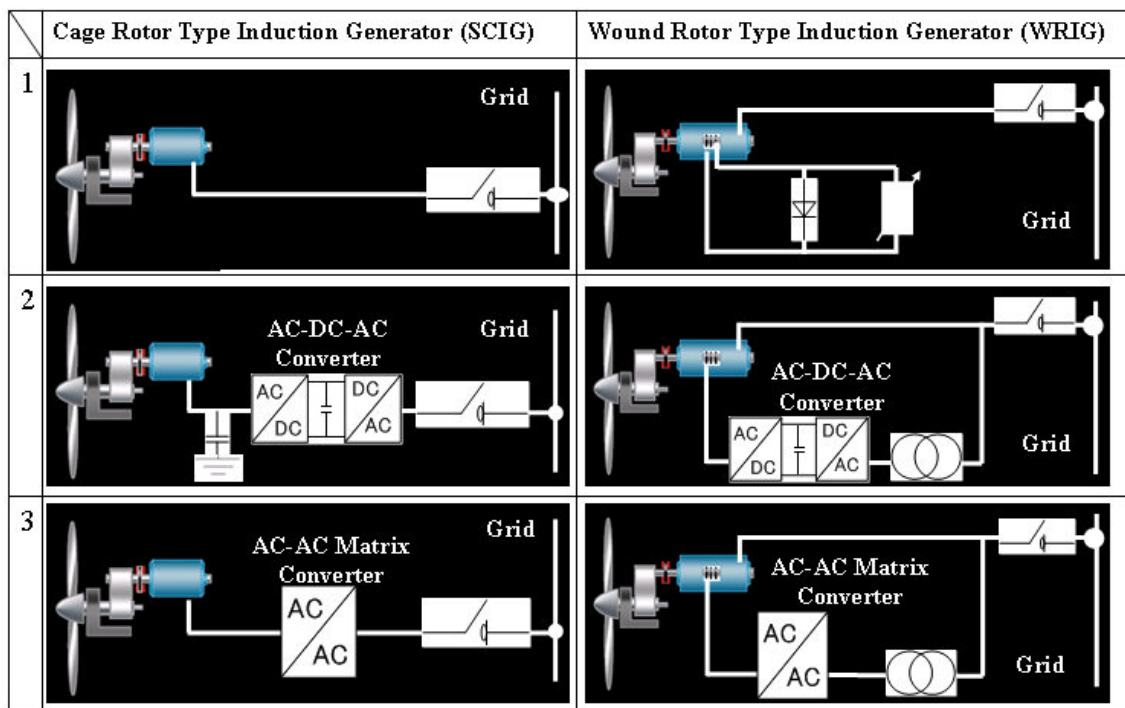 Cage Rotor Type Induction Generator (SCIG)
Wound Rotor Type Induction Generator (WRIG)
1
Grid
Grid
2
AC-DC-AC
Converter
Grid
AC
DC
DC
AC
AC-DC-AC
Converter
Grid
AC
DC
DC
AC
3
AC-AC Matrix
Converter
Grid
AC
AC
AC-AC Matrix
Converter
Grid
AC
AC